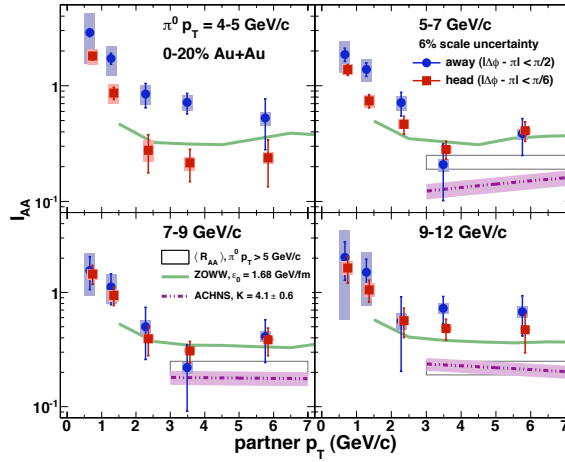 π⁰ p_T = 4-5 GeV/c
0-20% Au+Au
5-7 GeV/c
6% scale uncertainty
away (|Δϕ - π| < π/2)
head (|Δϕ - π| < π/6)
1
10⁻¹
1
10⁻¹
I_AA
7-9 GeV/c
⟨R_AA⟩, π⁰ p_T > 5 GeV/c
ZOWW, ε₀ = 1.68 GeV/fm
ACHNS, K = 4.1 ± 0.6
9-12 GeV/c
0 1 2 3 4 5 6 7
0 1 2 3 4 5 6 7
partner p_T (GeV/c)